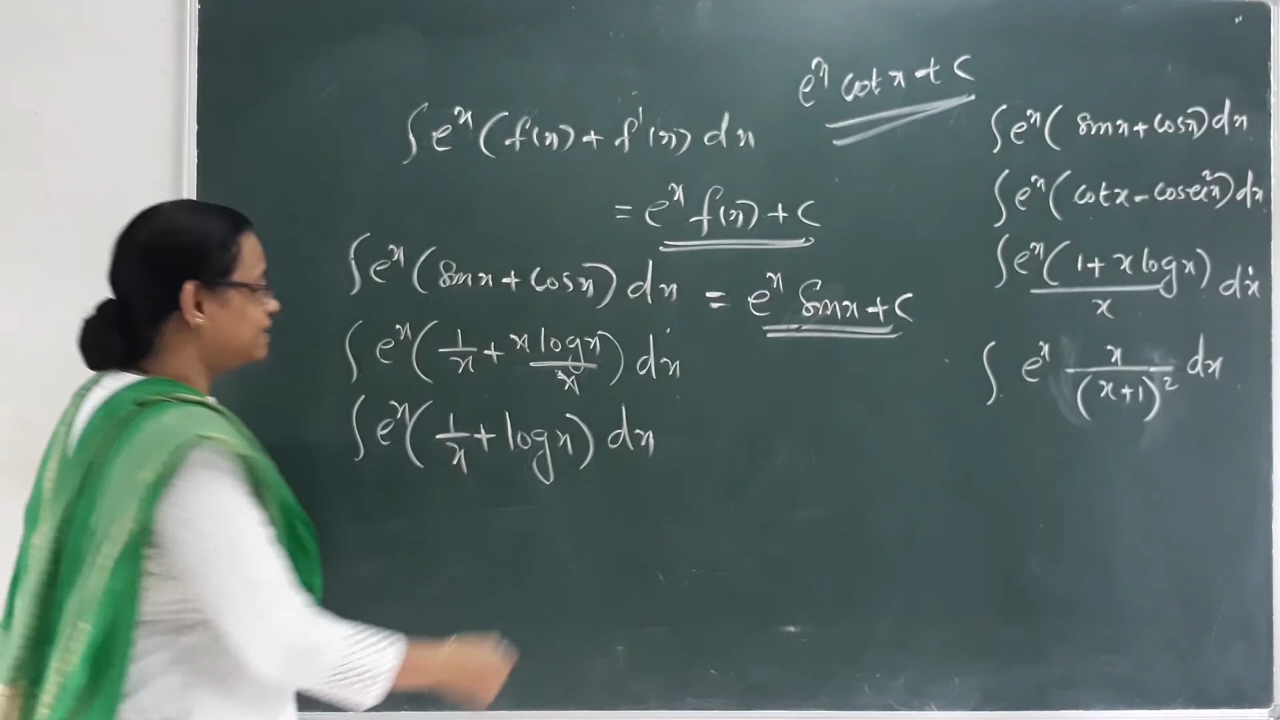 e^x cot x + c
∫ e^x (f(x) + f'(x)) dx
= e^x f(x) + c
∫ e^x (sin x + cos x) dx = e^x sin x + c
∫ e^x (1/x + x log x / x) dx
∫ e^x (1/x + log x) dx
∫ e^x (sin x + cos x) dx
∫ e^x (cot x - cosec² x) dx
∫ e^x (1 + x log x) / x dx
∫ e^x x / (x+1)² dx